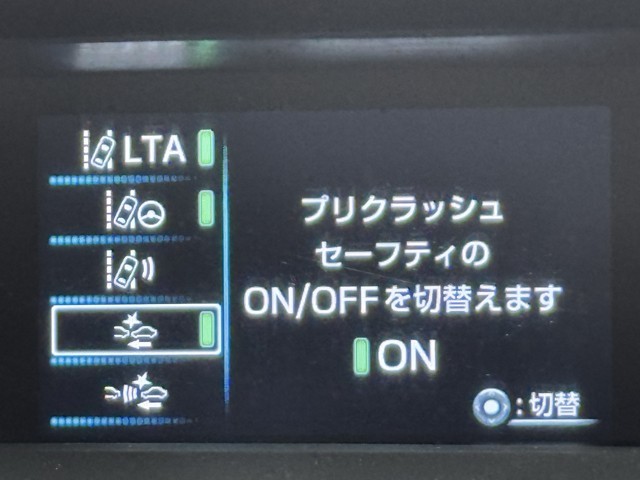 LTA
プリクラッシュ
セーフティの
ON/OFFを切替えます
ON
:切替